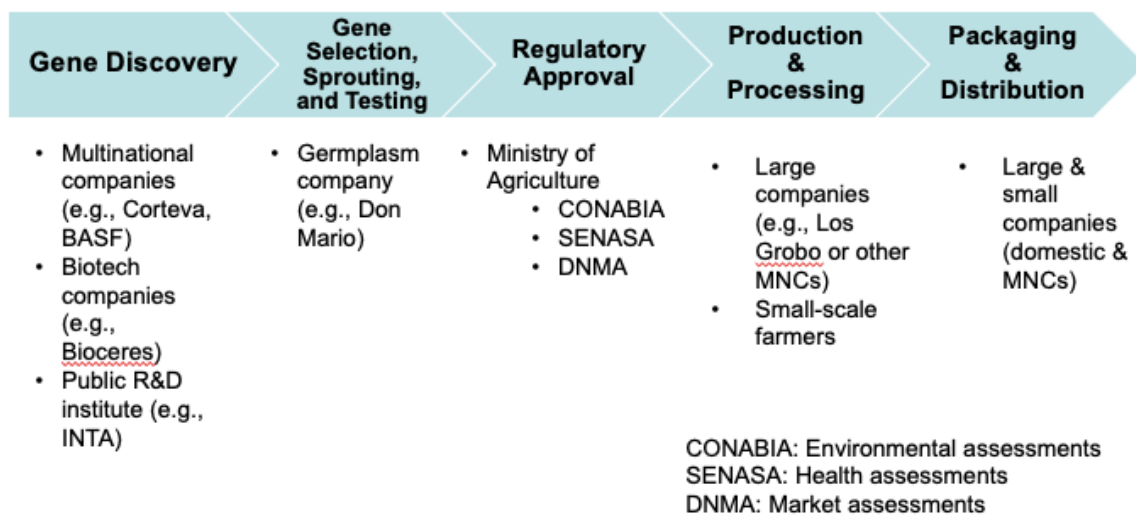 Gene Discovery
Gene
Selection,
Sprouting,
and Testing
Regulatory
Approval
Production
&
Processing
Packaging
&
Distribution
• Multinational
companies
(e.g., Corteva,
BASF)
• Biotech
companies
(e.g.,
Bioceres)
• Public R&D
institute (e.g.,
INTA)
• Germplasm
company
(e.g., Don
Mario)
• Ministry of
Agriculture
• CONABIA
• SENASA
• DNMA
• Large
companies
(e.g., Los
Grobo or other
MNCs)
• Small-scale
farmers
• Large &
small
companies
(domestic &
MNCs)
CONABIA: Environmental assessments
SENASA: Health assessments
DNMA: Market assessments